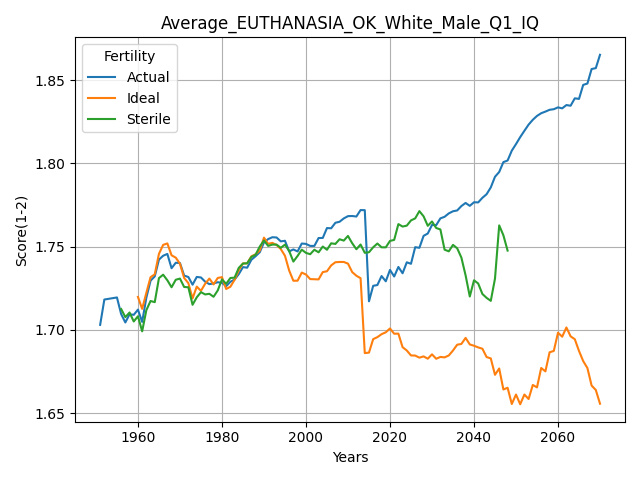 Average_EUTHANASIA_OK_White_Male_Q1_IQ
Fertility
Actual
Ideal
Sterile
Score(1-2)
1.85
1.80
1.75
1.70
1.65
1960 1980 2000 2020 2040 2060
Years